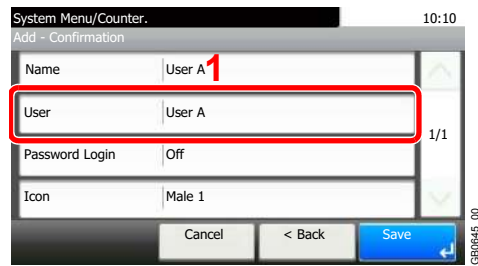 System Menu/Counter. 10:10
Add - Confirmation
Name User A 1
User User A
1/1
Password Login Off
Icon Male 1
Cancel < Back Save
GB0645_00